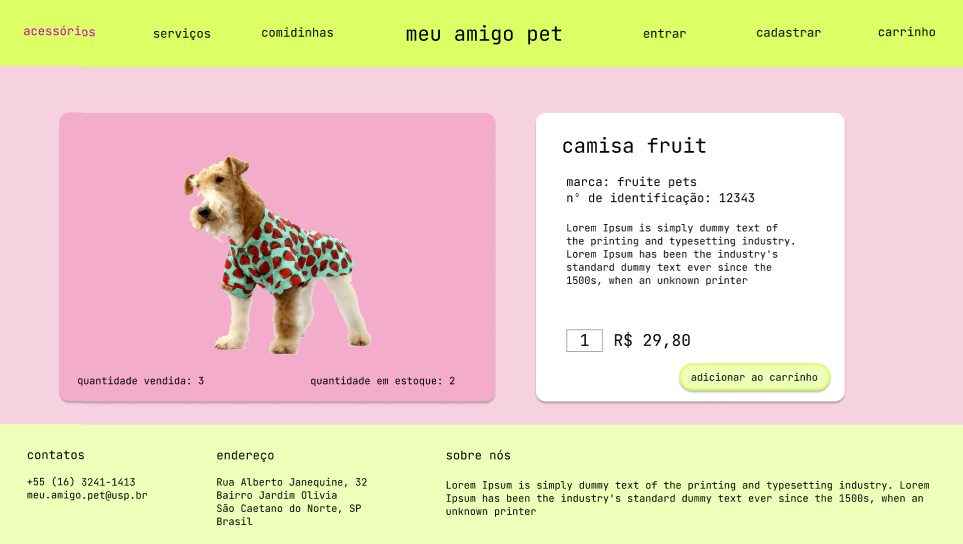 acessórios
serviços
comidinhas
meu amigo pet
entrar
cadastrar
carrinho
quantidade vendida: 3
quantidade em estoque: 2
camisa fruit
marca: fruite pets
n° de identificação: 12343
Lorem Ipsum is simply dummy text of
the printing and typesetting industry.
Lorem Ipsum has been the industry's
standard dummy text ever since the
1500s, when an unknown printer
1
R$ 29,80
adicionar ao carrinho
contatos
+55 (16) 3241-1413
meu.amigo.pet@usp.br
endereço
Rua Alberto Janequine, 32
Bairro Jardim Olivia
São Caetano do Norte, SP
Brasil
sobre nós
Lorem Ipsum is simply dummy text of the printing and typesetting industry. Lorem
Ipsum has been the industry's standard dummy text ever since the 1500s, when an
unknown printer